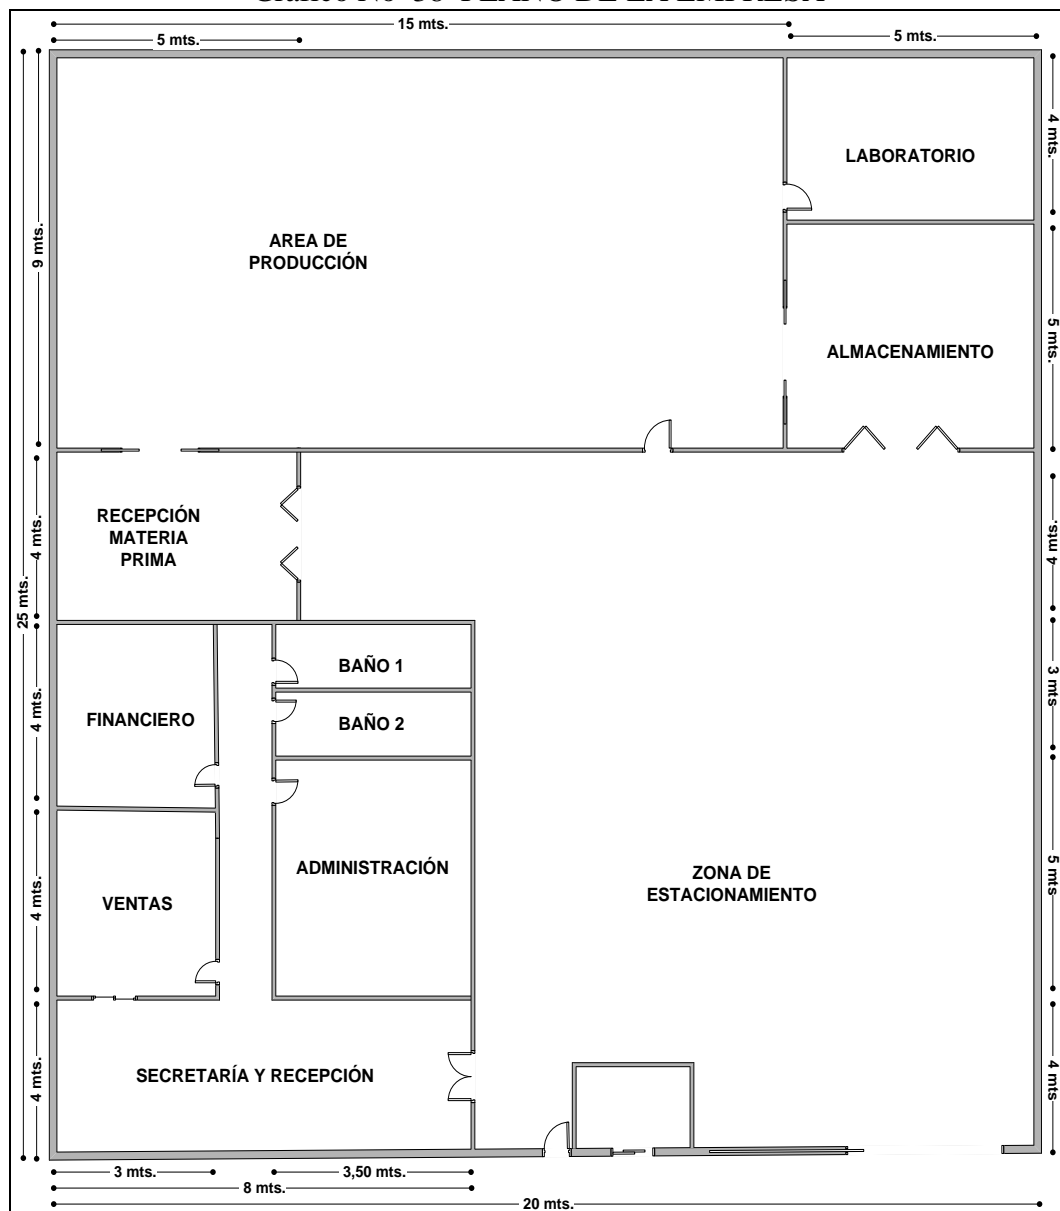 15 mts.
5 mts.
5 mts.
4 mts.
LABORATORIO
AREA DE
PRODUCCIÓN
9 mts.
5 mts.
ALMACENAMIENTO
RECEPCIÓN
MATERIA
PRIMA
4 mts.
4 mts.
25 mts.
BAÑO 1
3 mts
FINANCIERO
BAÑO 2
4 mts.
ADMINISTRACIÓN
ZONA DE
ESTACIONAMIENTO
VENTAS
4 mts.
5 mts
SECRETARÍA Y RECEPCIÓN
4 mts.
4 mts
3 mts.
3,50 mts.
8 mts.
20 mts.